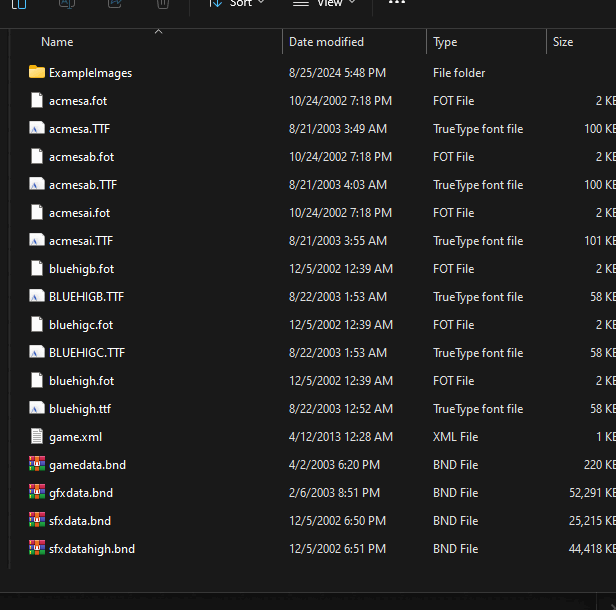 Sort View
Name Date modified Type Size
ExampleImages 8/25/2024 5:48 PM File folder
acmesa.fot 10/24/2002 7:18 PM FOT File 2 KB
acmesa.TTF 8/21/2003 3:49 AM TrueType font file 100 KB
acmesab.fot 10/24/2002 7:18 PM FOT File 2 KB
acmesab.TTF 8/21/2003 4:03 AM TrueType font file 100 KB
acmesai.fot 10/24/2002 7:18 PM FOT File 2 KB
acmesai.TTF 8/21/2003 3:55 AM TrueType font file 101 KB
bluehigb.fot 12/5/2002 12:39 AM FOT File 2 KB
BLUEHIGB.TTF 8/22/2003 1:53 AM TrueType font file 58 KB
bluehigc.fot 12/5/2002 12:39 AM FOT File 2 KB
BLUEHIGC.TTF 8/22/2003 1:53 AM TrueType font file 58 KB
bluehigh.fot 12/5/2002 12:39 AM FOT File 2 KB
bluehigh.ttf 8/22/2003 12:52 AM TrueType font file 58 KB
game.xml 4/12/2013 12:28 AM XML File 1 KB
gamedata.bnd 4/2/2003 6:20 PM BND File 220 KB
gfxdata.bnd 2/6/2003 8:51 PM BND File 52,291 KB
sfxdata.bnd 12/5/2002 6:50 PM BND File 25,215 KB
sfxdatahigh.bnd 12/5/2002 6:51 PM BND File 44,418 KB